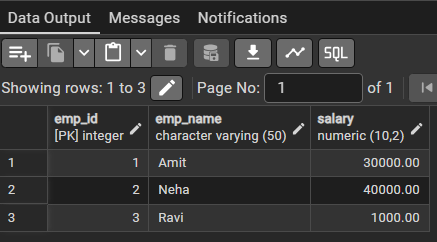 Data Output Messages Notifications
SQL
Showing rows: 1 to 3 Page No: 1 of 1
emp_id emp_name salary
[PK] integer character varying (50) numeric (10,2)
1 1 Amit 30000.00
2 2 Neha 40000.00
3 3 Ravi 1000.00